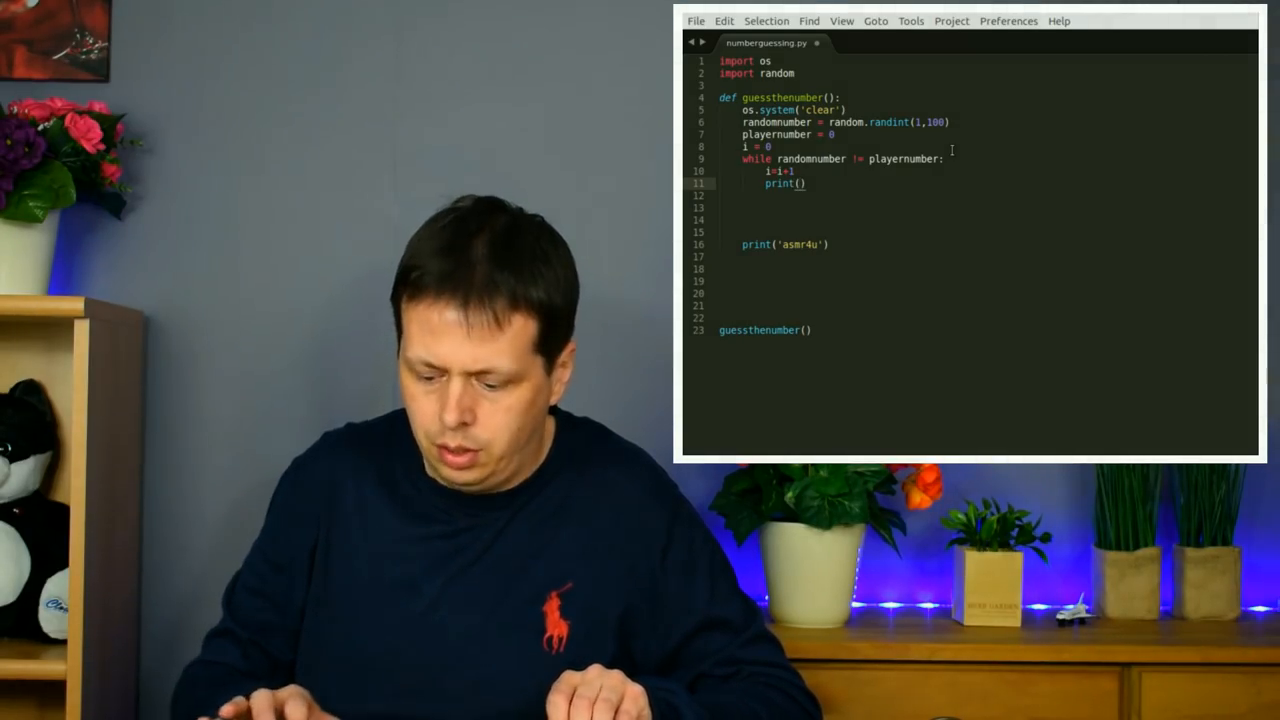 File Edit Selection Find View Goto Tools Project Preferences Help
numberguessing.py
1 import os
2 import random
3
4 def guessthenumber():
5 os.system('clear')
6 randomnumber = random.randint(1,100)
7 playernumber = 0
8 i = 0
9 while randomnumber != playernumber:
10 i=i+1
11 print()
12
13
14
15
16 print('asmr4u')
17
18
19
20
21
22
23 guessthenumber()
BEER GARDEN